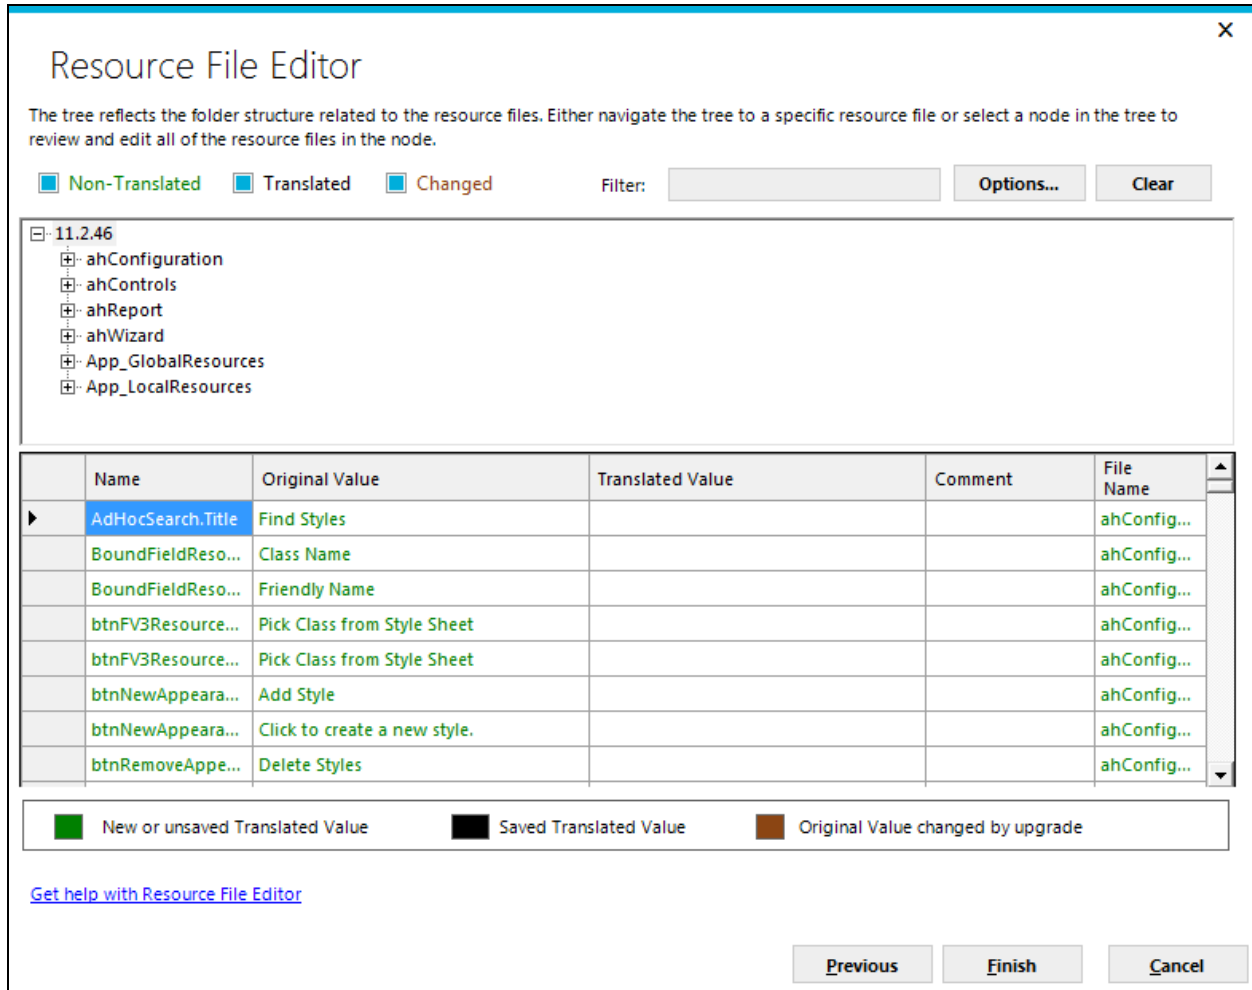 ×
Resource File Editor
The tree reflects the folder structure related to the resource files. Either navigate the tree to a specific resource file or select a node in the tree to
review and edit all of the resource files in the node.
Non-Translated Translated Changed Filter: Options... Clear
11.2.46
ahConfiguration
ahControls
ahReport
ahWizard
App_GlobalResources
App_LocalResources
Name Original Value Translated Value Comment File Name
AdHocSearch.Title Find Styles ahConfig...
BoundFieldReso... Class Name ahConfig...
BoundFieldReso... Friendly Name ahConfig...
btnFV3Resource... Pick Class from Style Sheet ahConfig...
btnFV3Resource... Pick Class from Style Sheet ahConfig...
btnNewAppeara... Add Style ahConfig...
btnNewAppeara... Click to create a new style. ahConfig...
btnRemoveAppe... Delete Styles ahConfig...
New or unsaved Translated Value Saved Translated Value Original Value changed by upgrade
Get help with Resource File Editor
Previous Finish Cancel